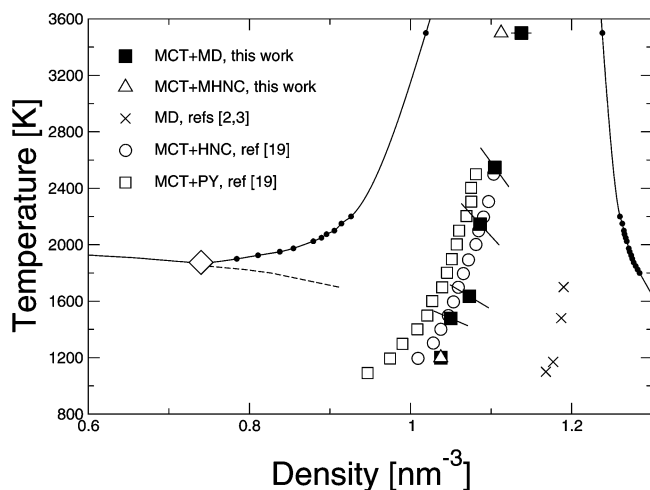 3600
3200
2800
2400
2000
1600
1200
800
Temperature [K]
MCT+MD, this work
MCT+MHNC, this work
MD, refs [2,3]
MCT+HNC, ref [19]
MCT+PY, ref [19]
0.6 0.8 1 1.2
Density [nm⁻³]